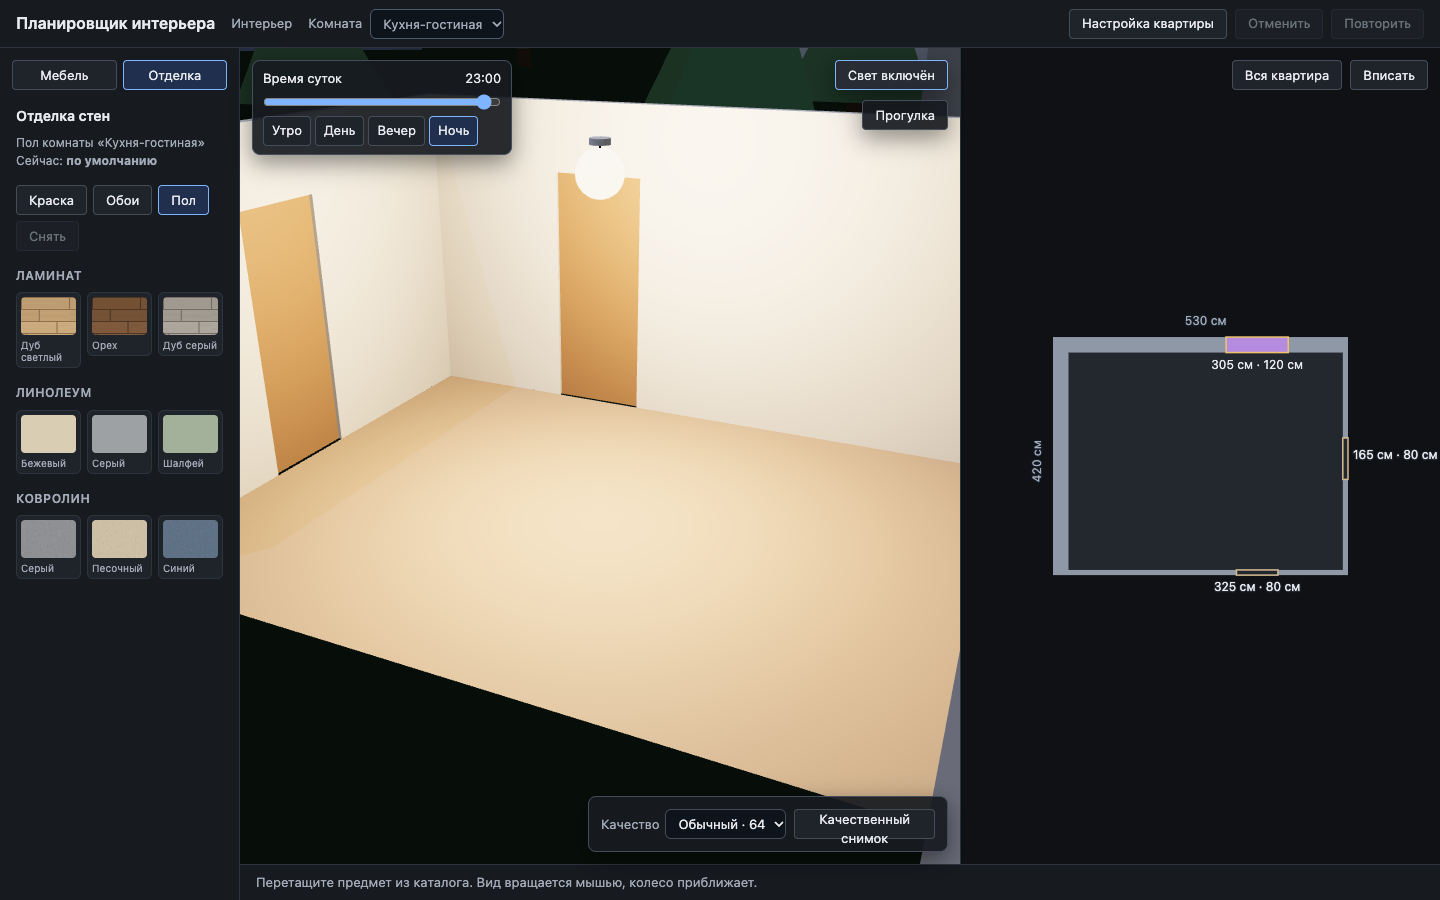 Планировщик интерьера
Интерьер
Комната
Кухня-гостиная
Настройка квартиры
Отменить
Повторить
Мебель
Отделка
Отделка стен
Пол комнаты «Кухня-гостиная»
Сейчас: по умолчанию
Краска
Обои
Пол
Снять
ЛАМИНАТ
Дуб светлый
Орех
Дуб серый
ЛИНОЛЕУМ
Бежевый
Серый
Шалфей
КОВРОЛИН
Серый
Песочный
Синий
Время суток
23:00
Утро
День
Вечер
Ночь
Свет включён
Прогулка
Качество
Обычный · 64
Качественный
снимок
Вся квартира
Вписать
530 см
305 см · 120 см
420 см
165 см · 80 см
325 см · 80 см
Перетащите предмет из каталога. Вид вращается мышью, колесо приближает.